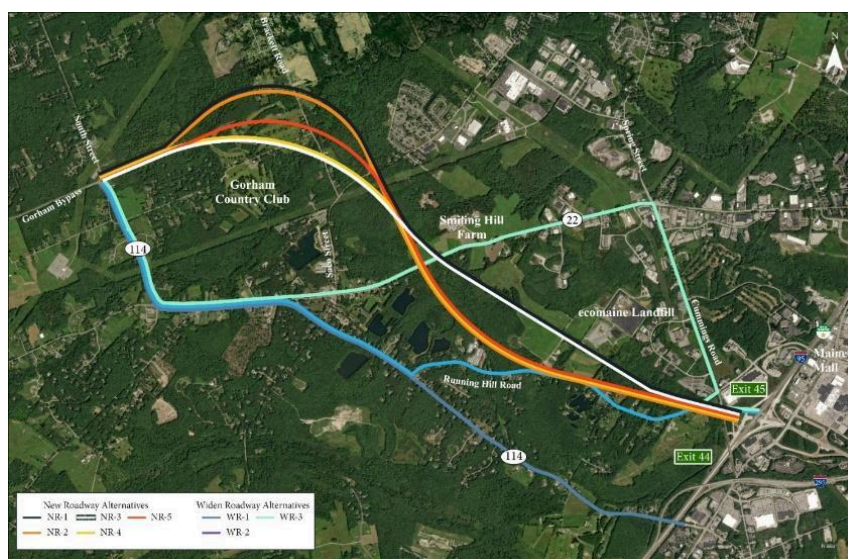 N
Brackett Road
South Street
Spring Street
Gorham
Country Club
Gorham Bypass
Smiling Hill
Farm
22
114
Saco Street
ecomaine Landfill
Cummings Road
95
Maine
Mall
Running Hill Road
Exit 45
Exit 44
114
295
New Roadway Alternatives
Widen Roadway Alternatives
NR-1
NR-3
NR-5
WR-1
WR-3
NR-2
NR-4
WR-2